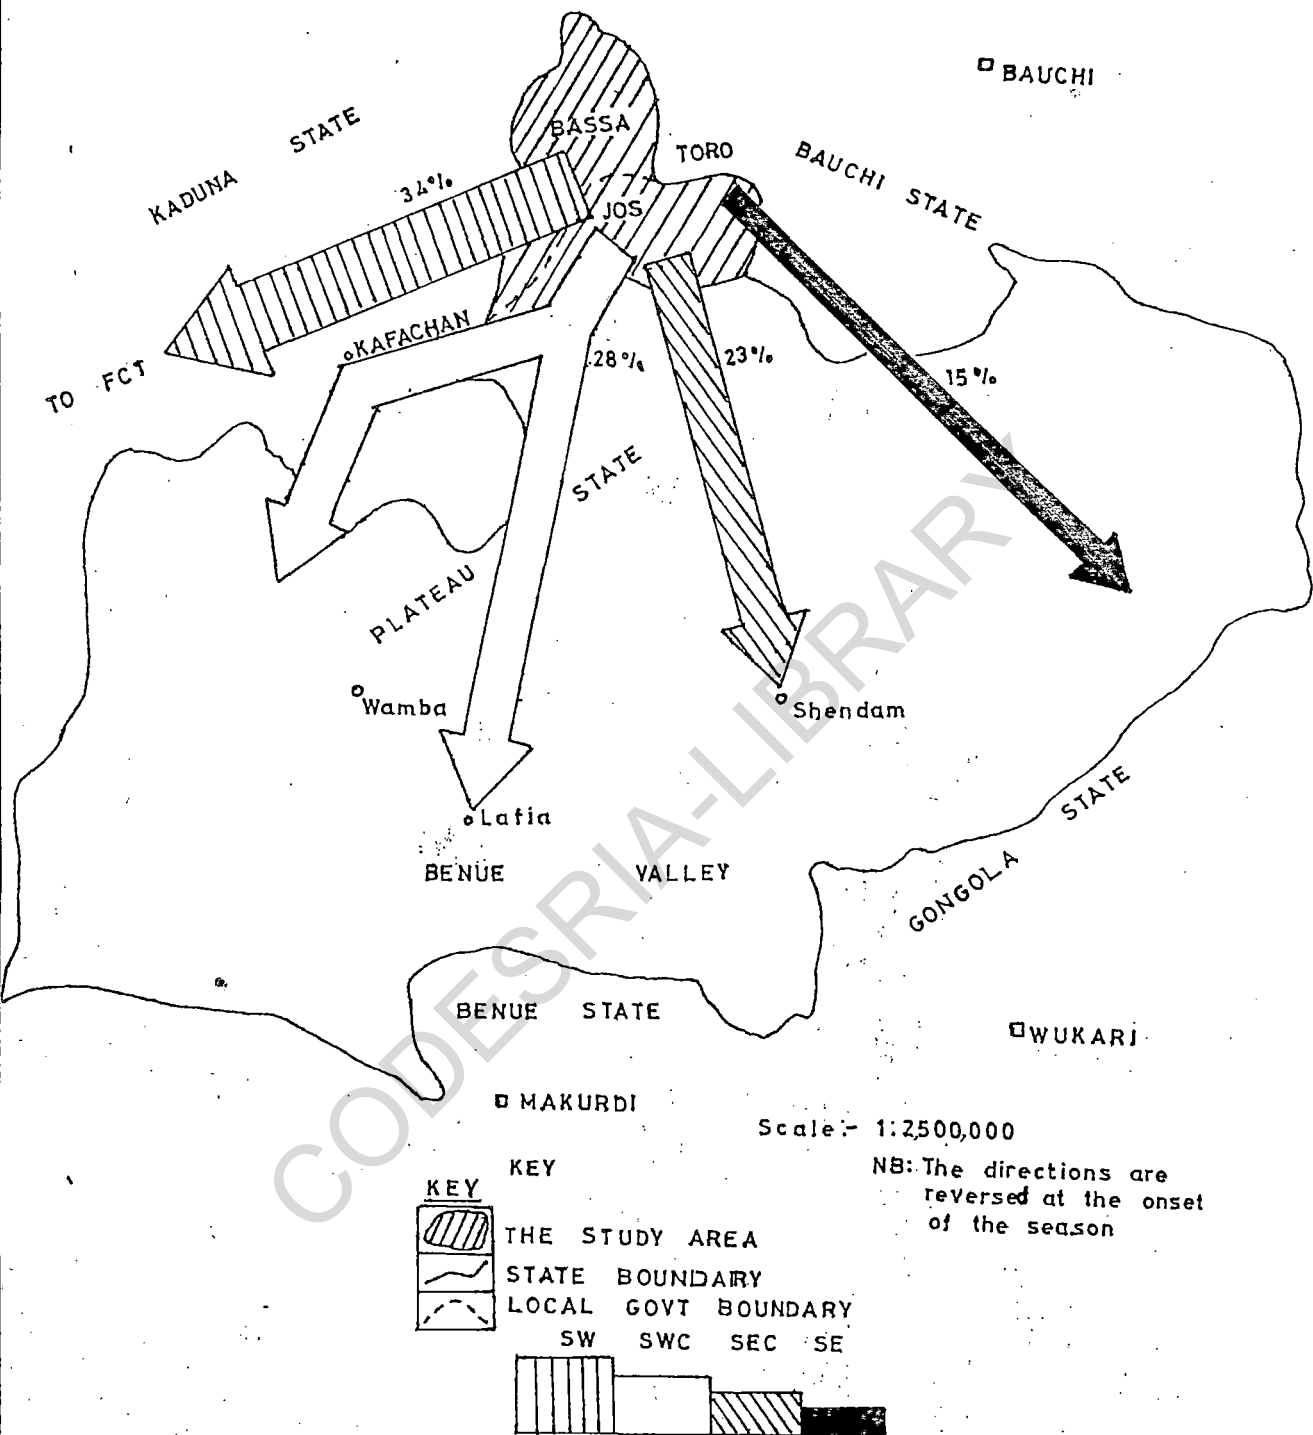 BAUCHI
KADUNA STATE
BASSA
TORO
BAUCHI STATE
34%
JOS
KAFACHAN
TO FCT
28%
23%
15%
PLATEAU STATE
Wamba
Shendam
Lafia
BENUE VALLEY
GONGOLA STATE
BENUE STATE
WUKARI
MAKURDI
Scale:- 1:2,500,000
NB: The directions are
reversed at the onset
of the season
KEY
KEY
THE STUDY AREA
STATE BOUNDARY
LOCAL GOVT BOUNDARY
SW SWC SEC SE
CODESRIA-LIBRARY